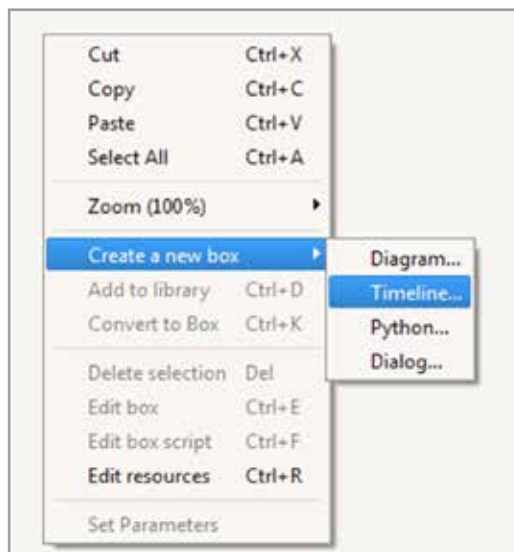 Cut Ctrl+X
Copy Ctrl+C
Paste Ctrl+V
Select All Ctrl+A
Zoom (100%)
Create a new box
Add to library Ctrl+D
Convert to Box Ctrl+K
Delete selection Del
Edit box Ctrl+E
Edit box script Ctrl+F
Edit resources Ctrl+R
Set Parameters
Diagram...
Timeline...
Python...
Dialog...